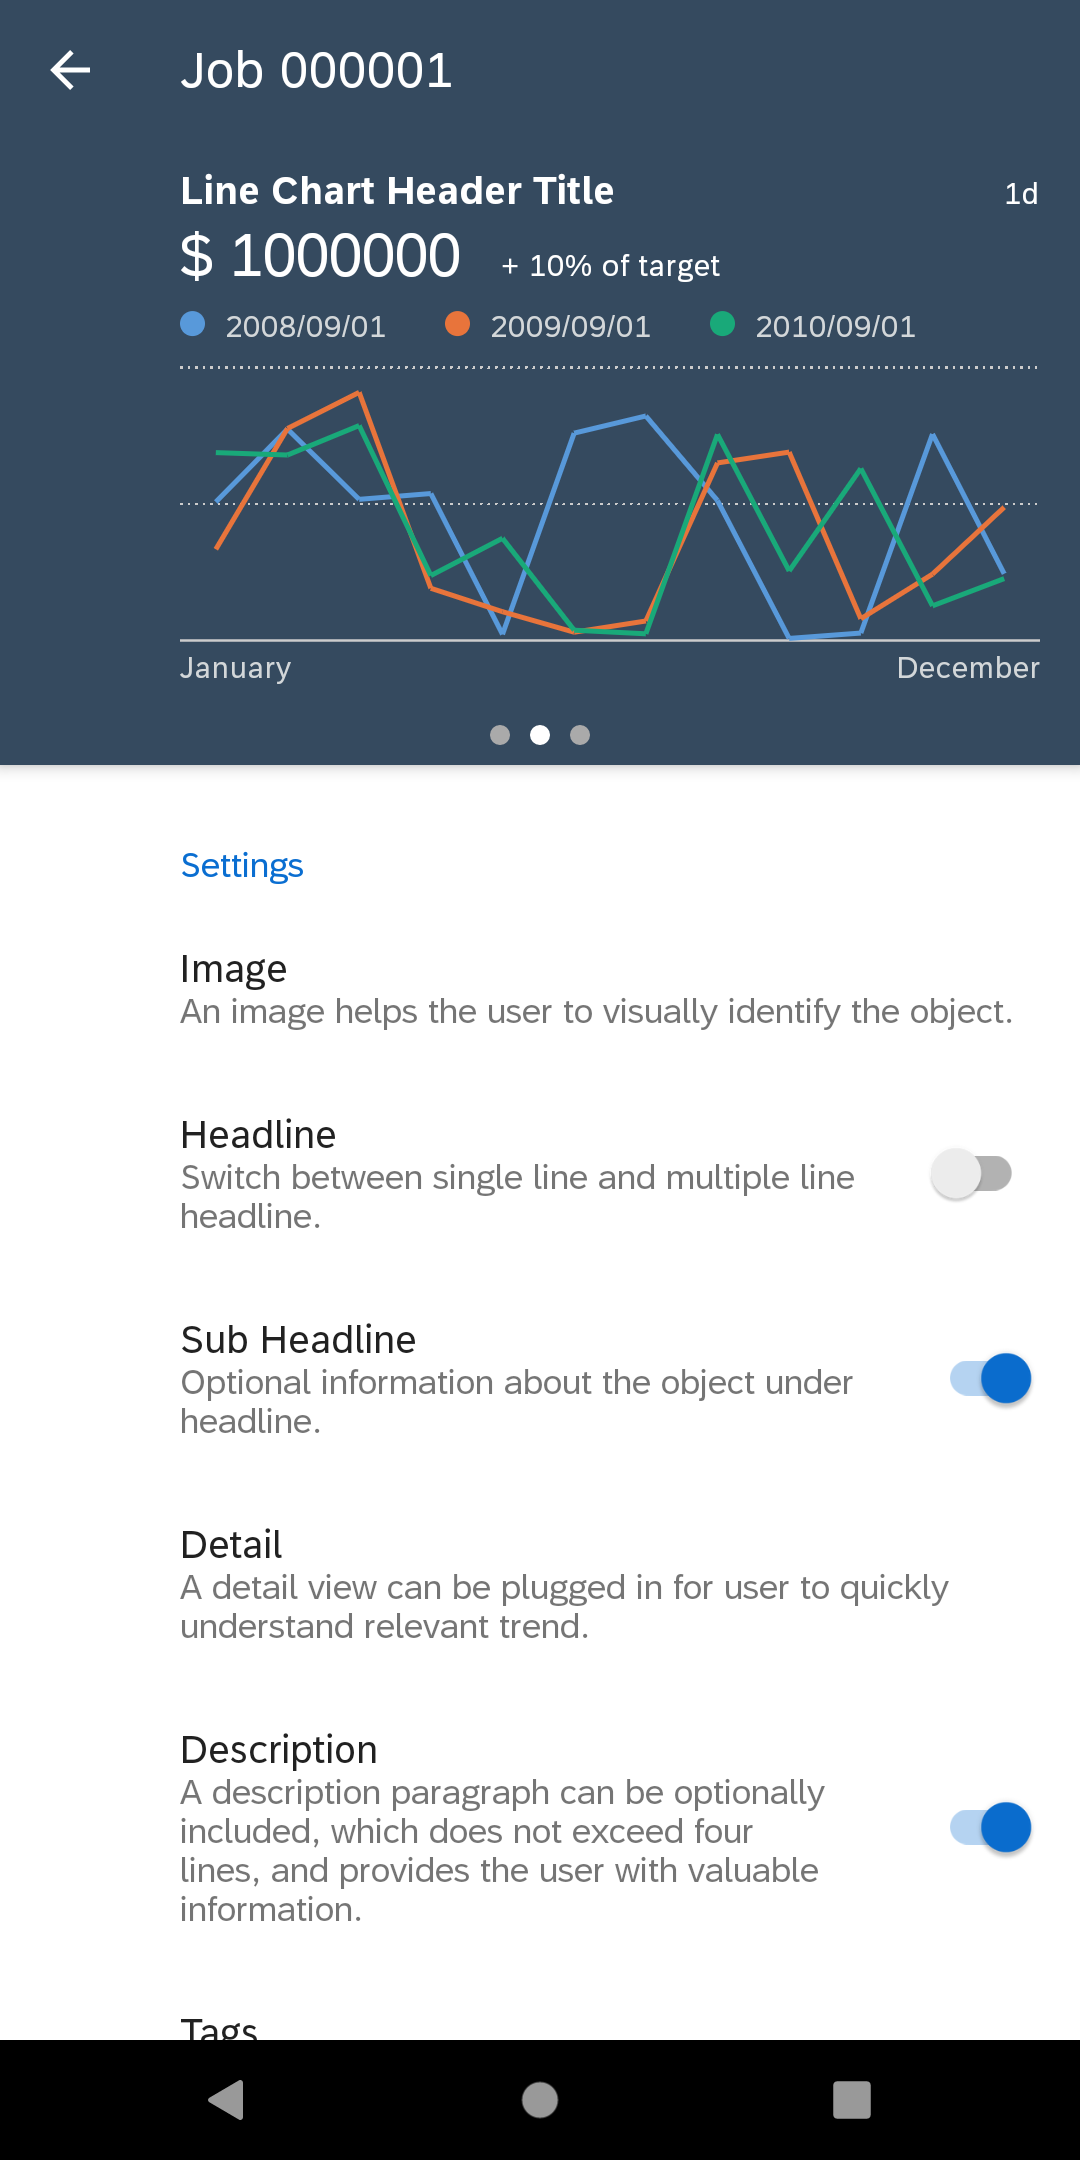 Job 000001
Line Chart Header Title 1d
$ 1000000 + 10% of target
2008/09/01 2009/09/01 2010/09/01
January December
Settings
Image
An image helps the user to visually identify the object.
Headline
Switch between single line and multiple line
headline.
Sub Headline
Optional information about the object under
headline.
Detail
A detail view can be plugged in for user to quickly
understand relevant trend.
Description
A description paragraph can be optionally
included, which does not exceed four
lines, and provides the user with valuable
information.
Tags